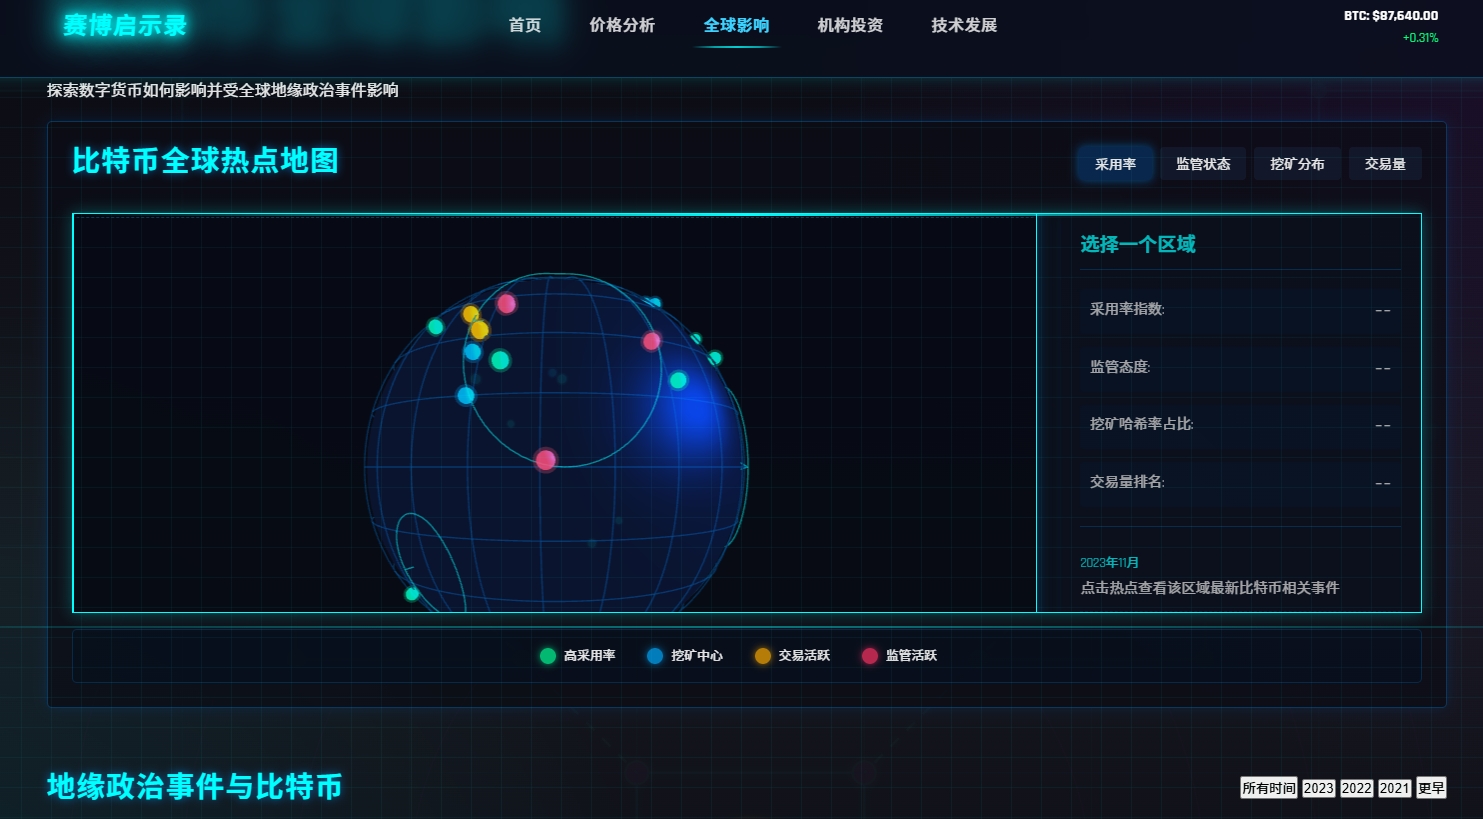 赛博启示录
首页 价格分析 全球影响 机构投资 技术发展
BTC: $87,640.00
+0.31%
探索数字货币如何影响并受全球地缘政治事件影响
比特币全球热点地图
采用率 监管状态 挖矿分布 交易量
选择一个区域
采用率指数: --
监管态度: --
挖矿哈希率占比: --
交易量排名: --
2023年11月
点击热点查看该区域最新比特币相关事件
高采用率 挖矿中心 交易活跃 监管活跃
地缘政治事件与比特币
所有时间 2023 2022 2021 更早